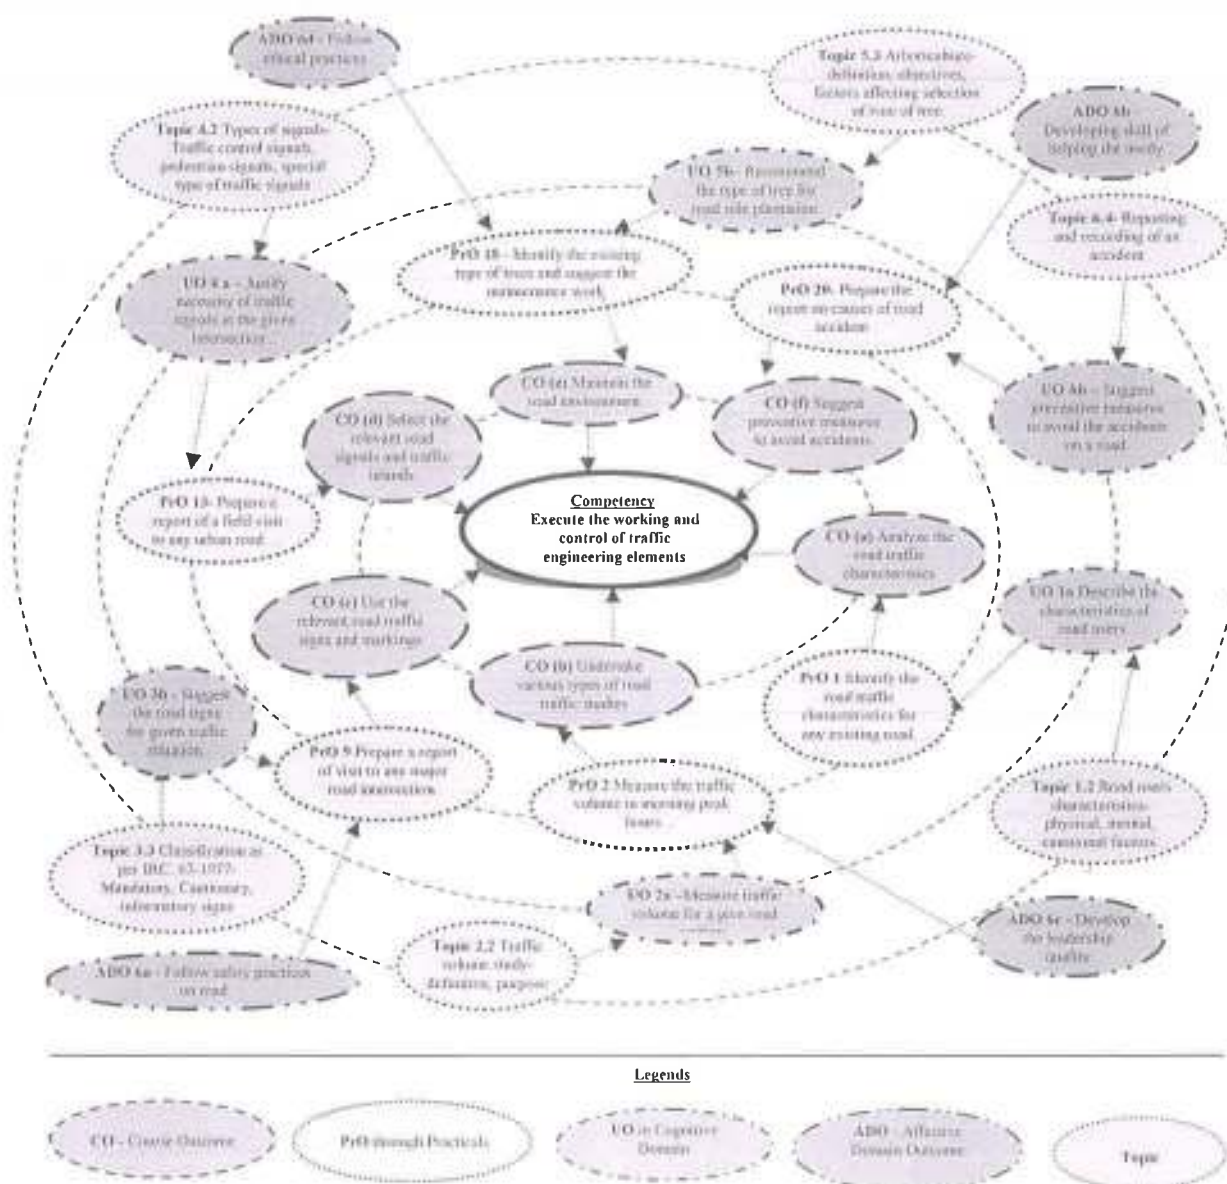 ADO 6d - Follow
ethical practices
Topic 5.3 Arboriculture-
definition, objectives,
factors affecting selection
of tree
ADO 6b
Developing skill of
helping the needy
Topic 4.2 Types of signals-
Traffic control signals,
pedestrian signals, special
type of traffic signals
UO 5b- Recommend
the type of tree for
road side plantation
Topic 6.4- Reporting
and recording of an
accident
UO 4 a - Justify
necessity of traffic
signals at the given
intersection
PrO 18 - Identify the existing
type of trees and suggest the
maintenance work
PrO 20- Prepare the
report on causes of road
accident
UO 6b - Suggest
preventive measures
to avoid the accidents
on a road
CO (e) Maintain the
road environment
CO (d) Select the
relevant road
signals and traffic
islands
CO (f) Suggest
preventive measures
to avoid accidents
PrO 13- Prepare a
report of a field visit
to any urban road
Competency
Execute the working and
control of traffic
engineering elements
CO (a) Analyze the
road traffic
characteristics
UO 1a Describe the
characteristics of
road users
CO (c) Use the
relevant road traffic
signs and markings
CO (b) Undertake
various types of road
traffic studies
PrO 1 Identify the
road traffic
characteristics for
any existing road
UO 3b - Suggest
the road signs
for given traffic
situation
PrO 9 Prepare a report
of visit to any major
road intersection
PrO 2 Measure the traffic
volume in morning peak
hours
Topic 1.2 Road user's
characteristics-
physical, mental,
emotional factors
Topic 3.3 Classification as
per IRC. 67-1977-
Mandatory, Cautionary,
informatory signs
UO 2a - Measure traffic
volume for a give road
ADO 6c - Develop
the leadership
quality
Topic 2.2 Traffic
volume study-
definition, purpose
ADO 6a - Follow safety practices
on road
Legends
CO - Course Outcome
PrO through Practicals
UO in Cognitive
Domain
ADO - Affective
Domain Outcome
Topic